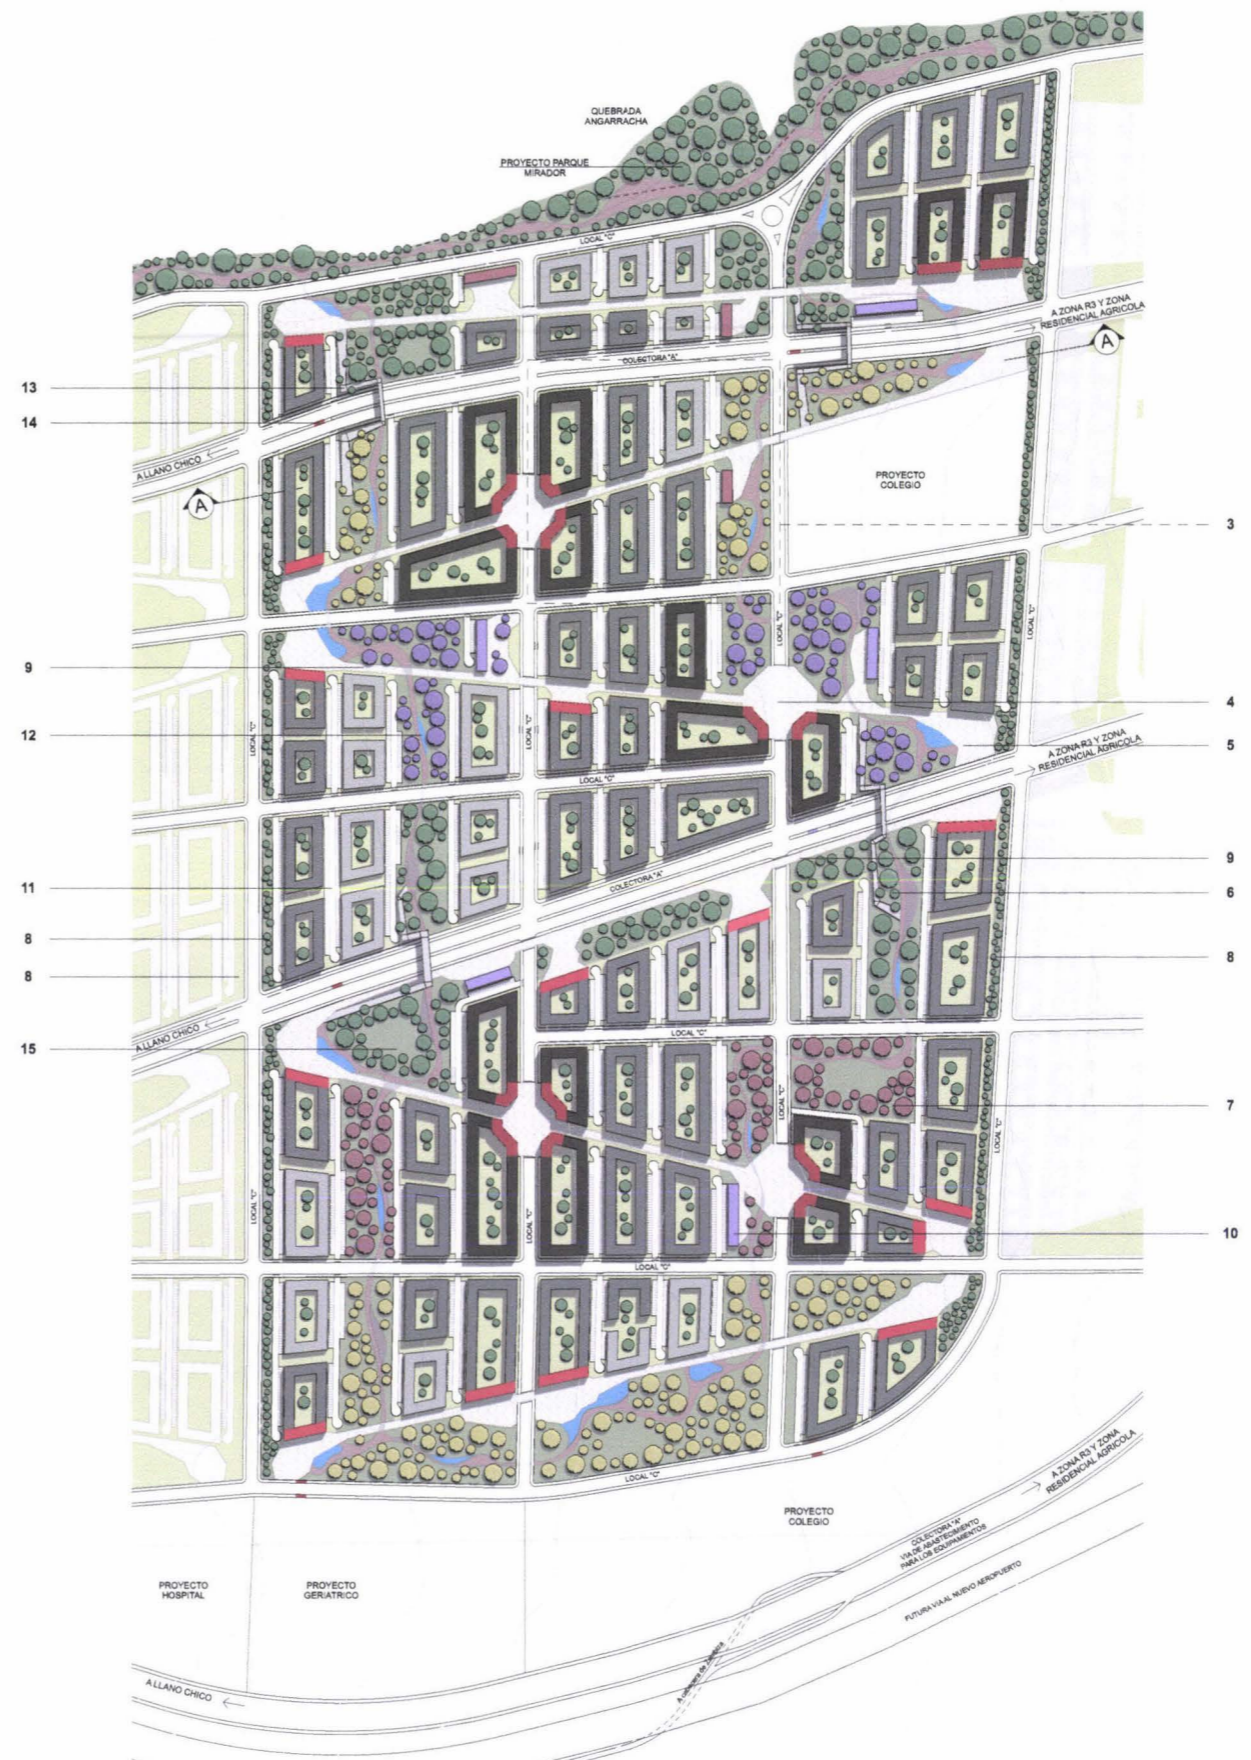 QUEBRADA
ANGARRACHA
PROYECTO PARQUE
MIRADOR
LOCAL "C"
A ZONA R3 Y ZONA
RESIDENCIAL AGRICOLA
A
COLECTORA "A"
13
14
A LLANO CHICO
A
PROYECTO
COLEGIO
3
LOCAL "C"
LOCAL "C"
9
4
12
LOCAL "C"
LOCAL "C"
5
A ZONA R3 Y ZONA
RESIDENCIAL AGRICOLA
LOCAL "C"
9
COLECTORA "A"
11
6
8
8
8
LOCAL "C"
A LLANO CHICO
15
LOCAL "C"
7
LOCAL "C"
LOCAL "C"
LOCAL "C"
10
LOCAL "C"
LOCAL "C"
A ZONA R3 Y ZONA
RESIDENCIAL AGRICOLA
PROYECTO
COLEGIO
COLECTORA "A"
VIA DE ABASTECIMIENTO
PARA LOS EQUIPAMIENTOS
FUTURA VIA AL NUEVO AEROPUERTO
PROYECTO
HOSPITAL
PROYECTO
GERIATRICO
A LLANO CHICO